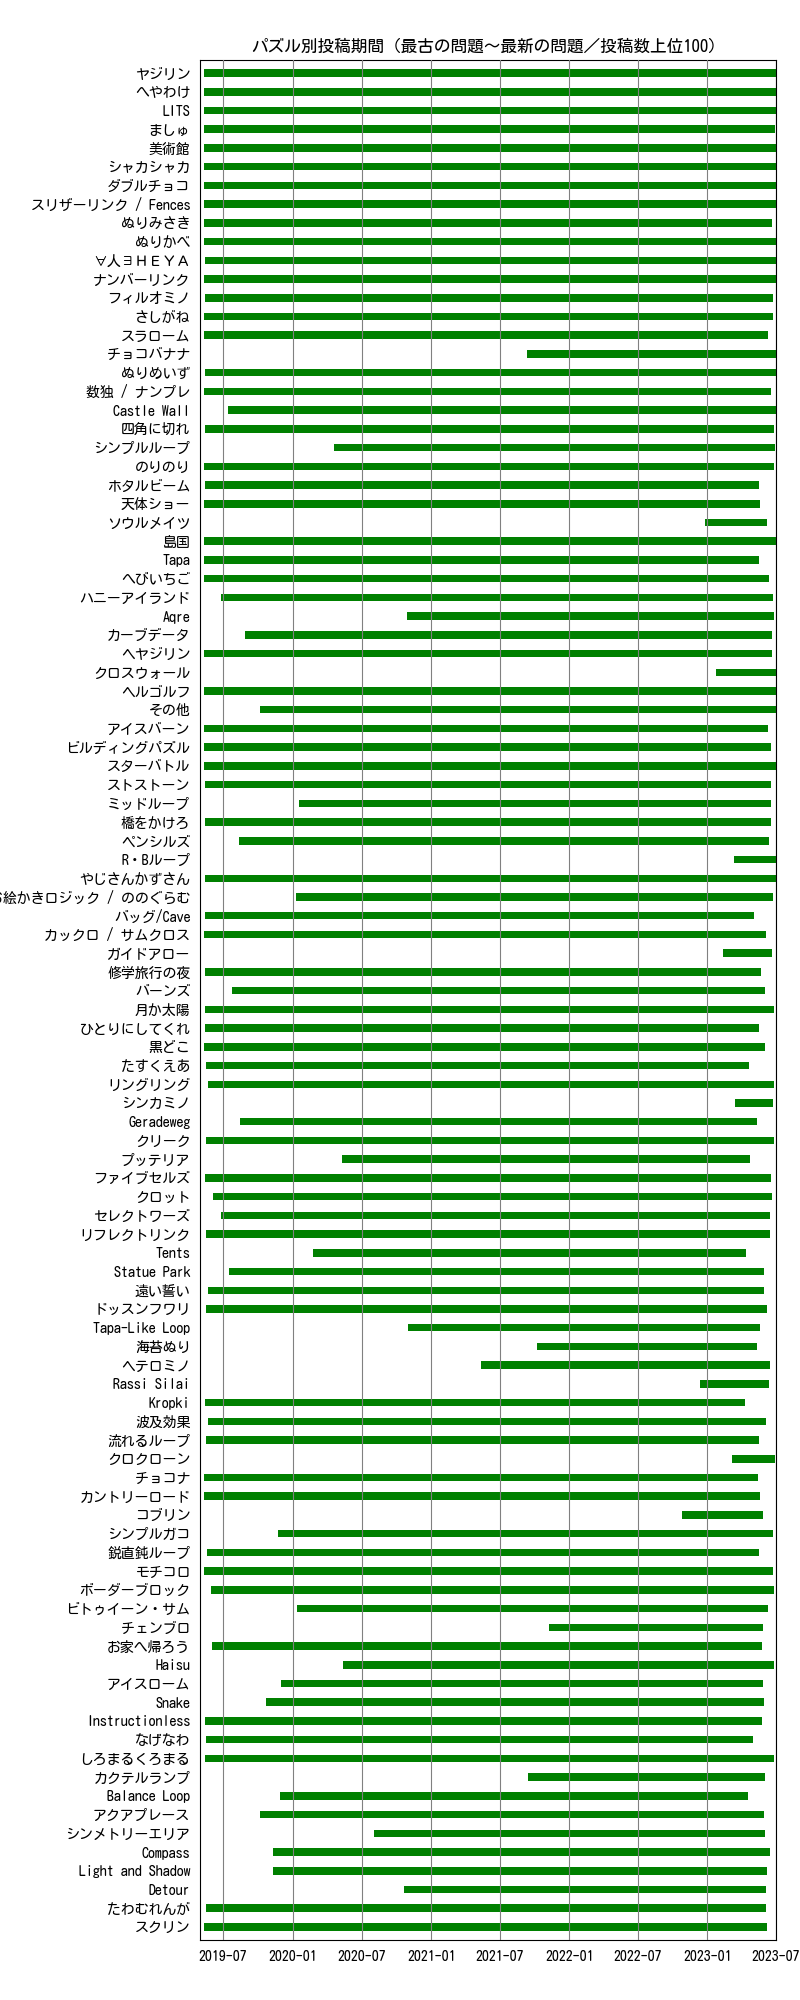 パズル別投稿期間（最古の問題～最新の問題／投稿数上位100）
ヤジリン
へやわけ
LITS
ましゅ
美術館
シャカシャカ
ダブルチョコ
スリザーリンク / Fences
ぬりみさき
ぬりかべ
∀人∃ＨＥＹＡ
ナンバーリンク
フィルオミノ
さしがね
スラローム
チョコバナナ
ぬりめいず
数独 / ナンプレ
Castle Wall
四角に切れ
シンプルループ
のりのり
ホタルビーム
天体ショー
ソウルメイツ
島国
Tapa
へびいちご
ハニーアイランド
Aqre
カーブデータ
ヘヤジリン
クロスウォール
ヘルゴルフ
その他
アイスバーン
ビルディングパズル
スターバトル
ストストーン
ミッドループ
橋をかけろ
ペンシルズ
R・Bループ
やじさんかずさん
絵かきロジック / ののぐらむ
バッグ/Cave
カックロ / サムクロス
ガイドアロー
修学旅行の夜
バーンズ
月か太陽
ひとりにしてくれ
黒どこ
たすくえあ
リングリング
シンカミノ
Geradeweg
クリーク
プッテリア
ファイブセルズ
クロット
セレクトワーズ
リフレクトリンク
Tents
Statue Park
遠い誓い
ドッスンフワリ
Tapa-Like Loop
海苔ぬり
ヘテロミノ
Rassi Silai
Kropki
波及効果
流れるループ
クロクローン
チョコナ
カントリーロード
コブリン
シンプルガコ
鋭直鈍ループ
モチコロ
ボーダーブロック
ビトゥイーン・サム
チェンブロ
お家へ帰ろう
Haisu
アイスローム
Snake
Instructionless
なげなわ
しろまるくろまる
カクテルランプ
Balance Loop
アクアプレース
シンメトリーエリア
Compass
Light and Shadow
Detour
たわむれんが
スクリン
2019-07 2020-01 2020-07 2021-01 2021-07 2022-01 2022-07 2023-01 2023-07